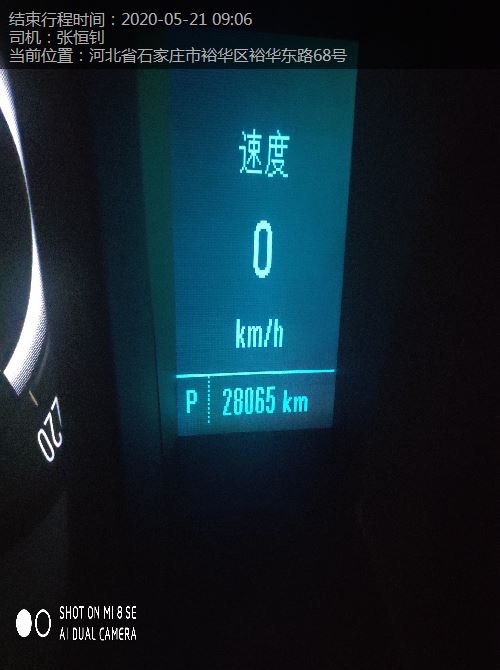 结束行程时间：2020-05-21 09:06
司机：张恒钊
当前位置：河北省石家庄市裕华区裕华东路68号
速度
0
km/h
P 28065 km
220
SHOT ON MI 8 SE
AI DUAL CAMERA